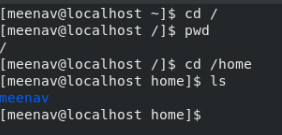 [meenav@localhost ~]$ cd /
[meenav@localhost /]$ pwd
/
[meenav@localhost /]$ cd /home
[meenav@localhost home]$ ls
meenav
[meenav@localhost home]$